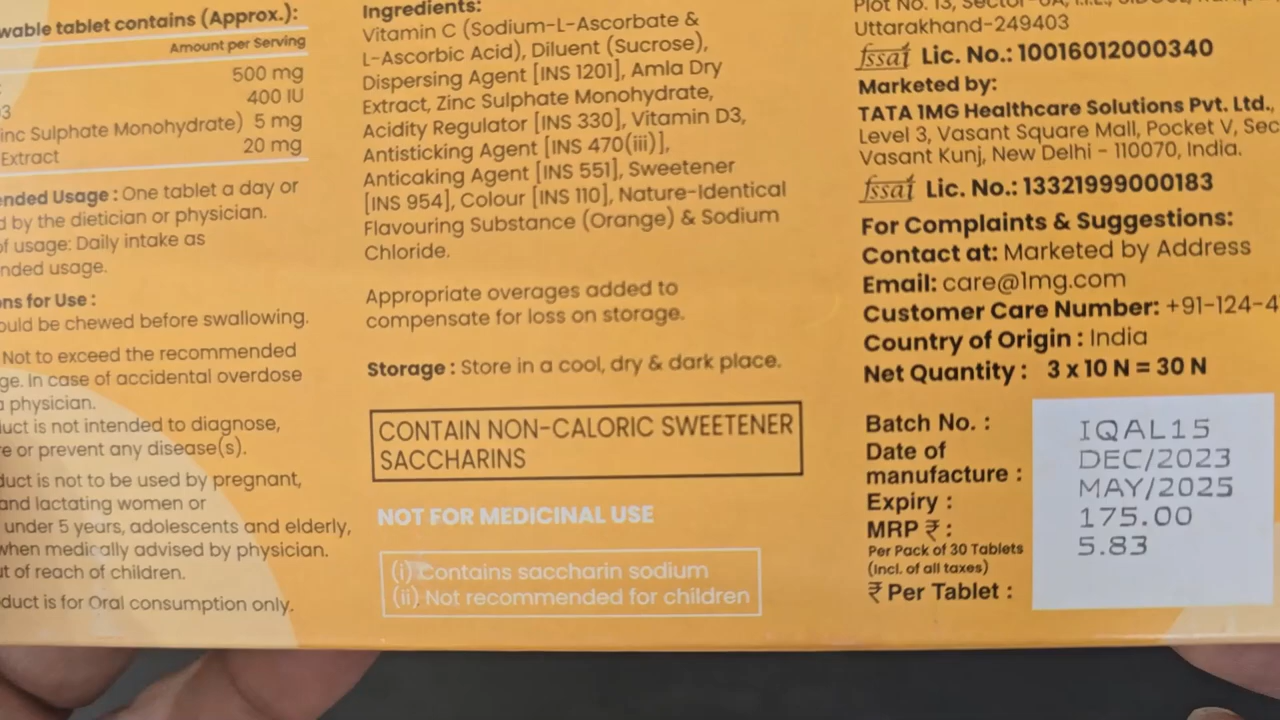 wable tablet contains (Approx.):
Amount per Serving
500 mg
3 400 IU
inc Sulphate Monohydrate) 5 mg
Extract 20 mg
nded Usage : One tablet a day or
d by the dietician or physician.
of usage: Daily intake as
nded usage.
ns for Use :
ould be chewed before swallowing.
Not to exceed the recommended
ge. In case of accidental overdose
a physician.
uct is not intended to diagnose,
re or prevent any disease(s).
duct is not to be used by pregnant,
and lactating women or
under 5 years, adolescents and elderly,
when medically advised by physician.
t of reach of children.
duct is for Oral consumption only.
Ingredients:
Vitamin C (Sodium-L-Ascorbate &
L-Ascorbic Acid), Diluent (Sucrose),
Dispersing Agent [INS 1201], Amla Dry
Extract, Zinc Sulphate Monohydrate,
Acidity Regulator [INS 330], Vitamin D3,
Antisticking Agent [INS 470(iii)],
Anticaking Agent [INS 551], Sweetener
[INS 954], Colour [INS 110], Nature-Identical
Flavouring Substance (Orange) & Sodium
Chloride.
Appropriate overages added to
compensate for loss on storage.
Storage : Store in a cool, dry & dark place.
CONTAIN NON-CALORIC SWEETENER
SACCHARINS
NOT FOR MEDICINAL USE
(i) Contains saccharin sodium
(ii) Not recommended for children
Plot No. 13,
Uttarakhand-249403
fssai Lic. No.: 10016012000340
Marketed by:
TATA 1MG Healthcare Solutions Pvt. Ltd.,
Level 3, Vasant Square Mall, Pocket V, Sec
Vasant Kunj, New Delhi - 110070, India.
fssai Lic. No.: 13321999000183
For Complaints & Suggestions:
Contact at: Marketed by Address
Email: care@1mg.com
Customer Care Number: +91-124-4
Country of Origin : India
Net Quantity : 3 x 10 N = 30 N
Batch No. : IQAL15
Date of
manufacture : DEC/2023
Expiry : MAY/2025
MRP ₹ : 175.00
Per Pack of 30 Tablets
(Incl. of all taxes)
₹ Per Tablet : 5.83